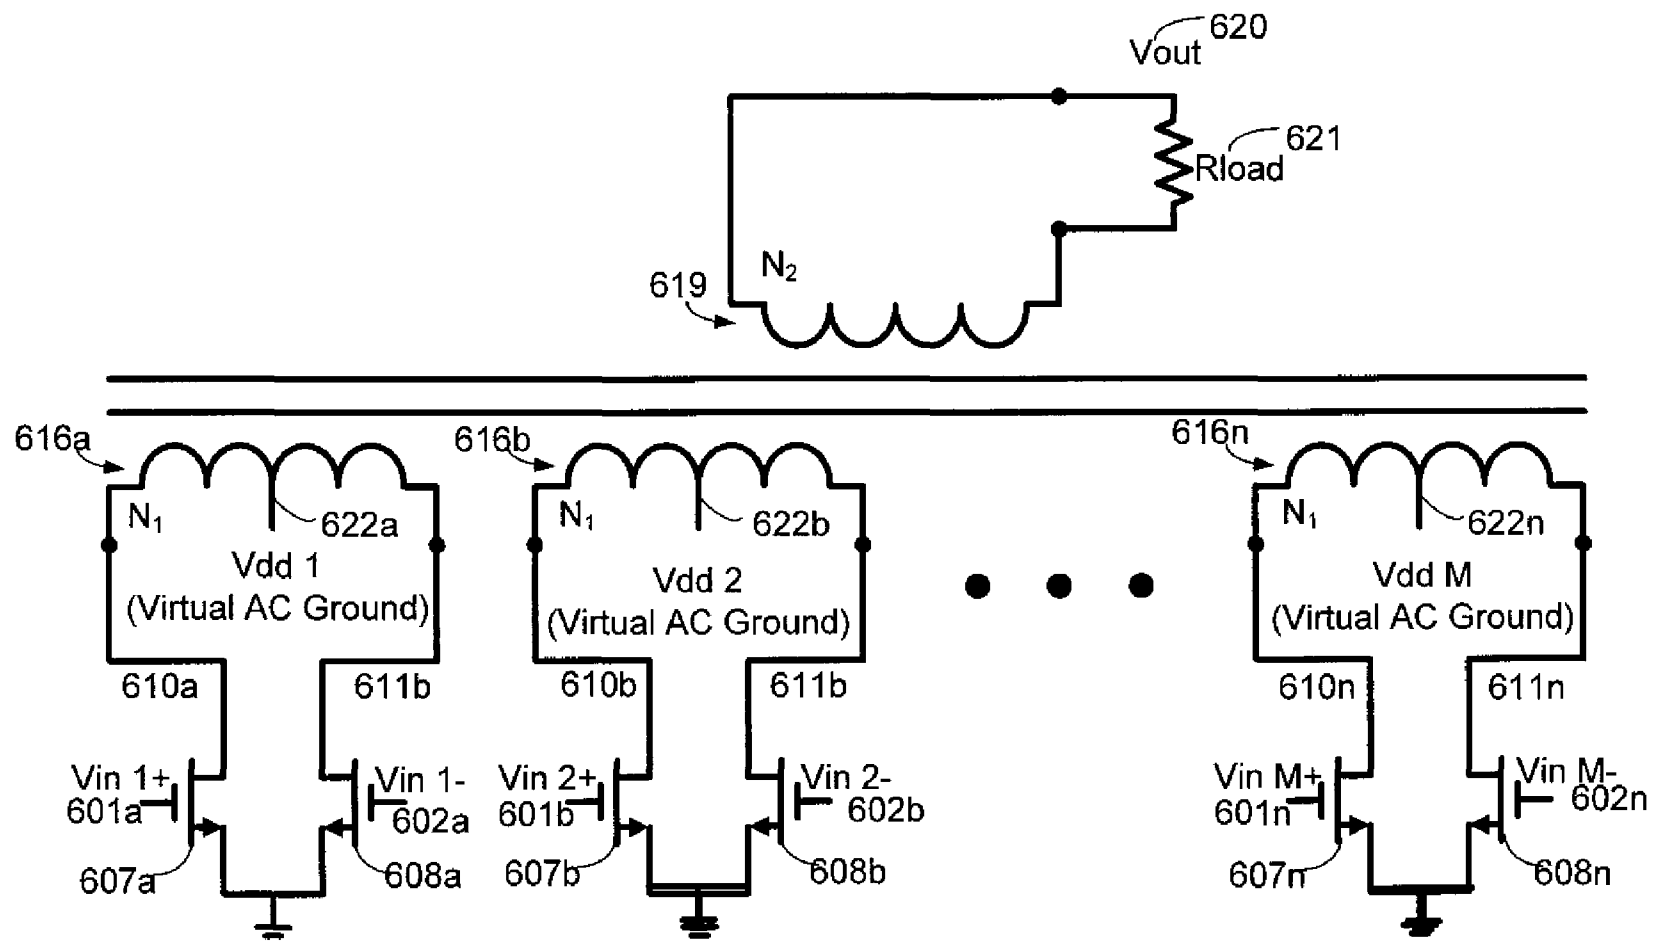 620
Vout
621
Rload
N₂
619
616a
616b
616n
N₁
622a
N₁
622b
N₁
622n
Vdd 1
(Virtual AC Ground)
Vdd 2
(Virtual AC Ground)
Vdd M
(Virtual AC Ground)
610a
611b
610b
611b
610n
611n
Vin 1+
601a
Vin 1-
602a
Vin 2+
601b
Vin 2-
602b
Vin M+
601n
Vin M-
602n
607a
608a
607b
608b
607n
608n